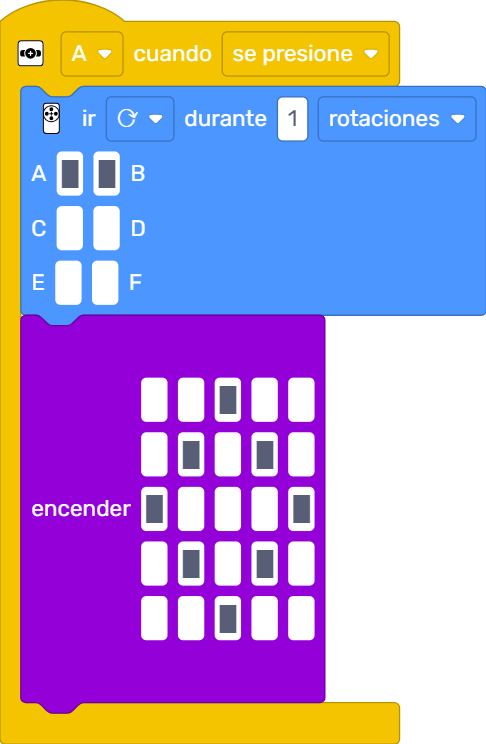 A cuando se presione
ir durante 1 rotaciones
A B
C D
E F
encender